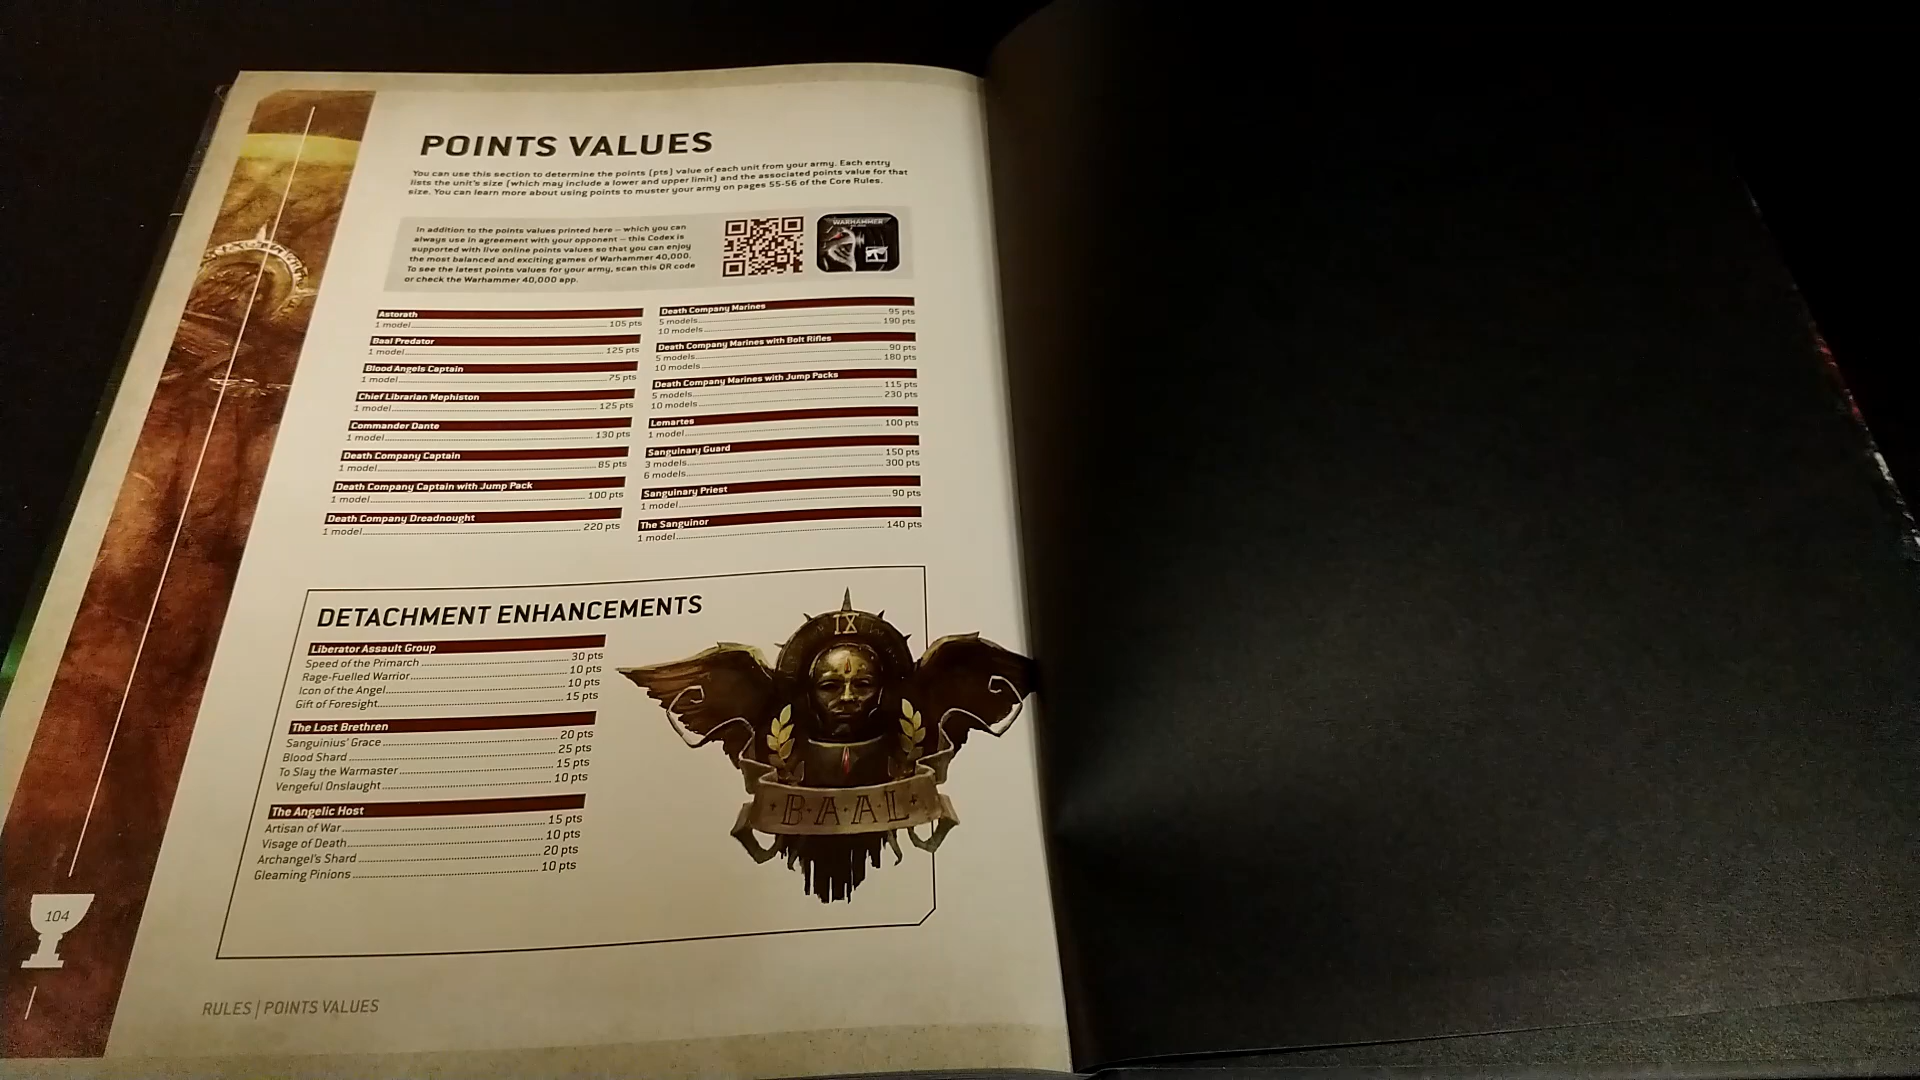 POINTS VALUES
You can use this section to determine the points (pts) value of each unit from your army. Each entry
lists the unit's size (which may include a lower and upper limit) and the associated points value for that
size. You can learn more about using points to muster your army on pages 55-56 of the Core Rules.
In addition to the points values printed here – which you can
always use in agreement with your opponent – this Codex is
supported with live online points values so that you can enjoy
the most balanced and exciting games of Warhammer 40,000.
To see the latest points values for your army, scan this QR code
or check the Warhammer 40,000 app.
WARHAMMER
Astorath
1 model 105 pts
Baal Predator
1 model 125 pts
Blood Angels Captain
1 model 75 pts
Chief Librarian Mephiston
1 model 125 pts
Commander Dante
1 model 130 pts
Death Company Captain
1 model 85 pts
Death Company Captain with Jump Pack
1 model 100 pts
Death Company Dreadnought
1 model 220 pts
Death Company Marines
5 models 95 pts
10 models 190 pts
Death Company Marines with Bolt Rifles
5 models 90 pts
10 models 180 pts
Death Company Marines with Jump Packs
5 models 115 pts
10 models 230 pts
Lemartes
1 model 100 pts
Sanguinary Guard
3 models 150 pts
6 models 300 pts
Sanguinary Priest
1 model 90 pts
The Sanguinor
1 model 140 pts
DETACHMENT ENHANCEMENTS
Liberator Assault Group
Speed of the Primarch 30 pts
Rage-Fuelled Warrior 10 pts
Icon of the Angel 10 pts
Gift of Foresight 15 pts
The Lost Brethren
Sanguinius' Grace 20 pts
Blood Shard 25 pts
To Slay the Warmaster 15 pts
Vengeful Onslaught 10 pts
The Angelic Host
Artisan of War 15 pts
Visage of Death 10 pts
Archangel's Shard 20 pts
Gleaming Pinions 10 pts
IX
B·A·A·L
104
RULES | POINTS VALUES